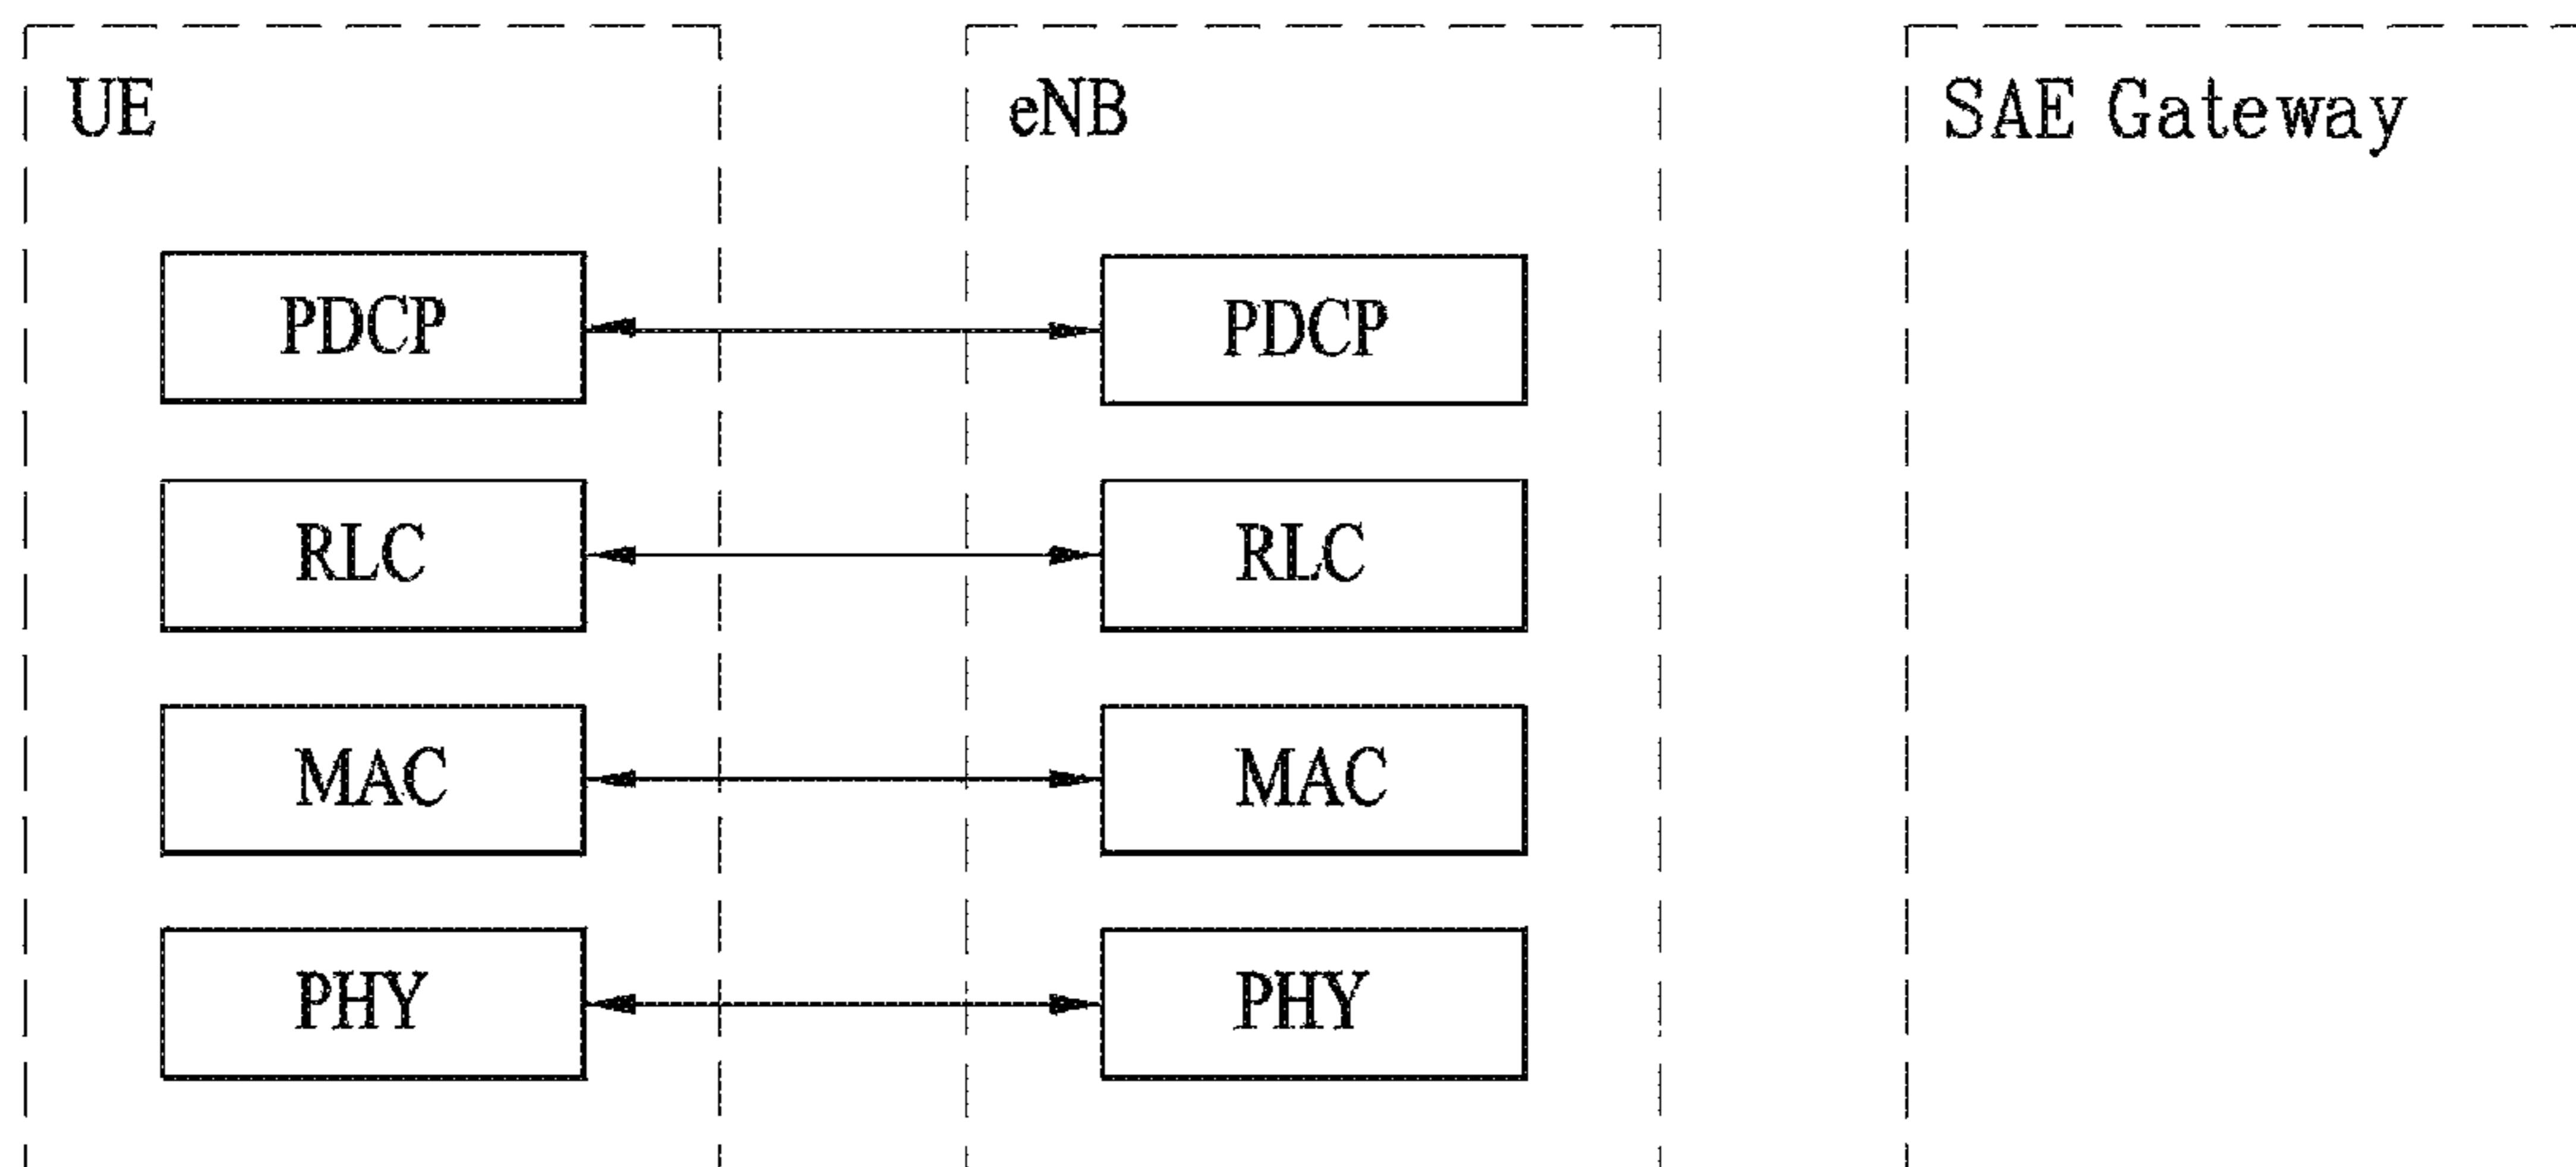 UE
eNB
SAE Gateway
PDCP
PDCP
RLC
RLC
MAC
MAC
PHY
PHY